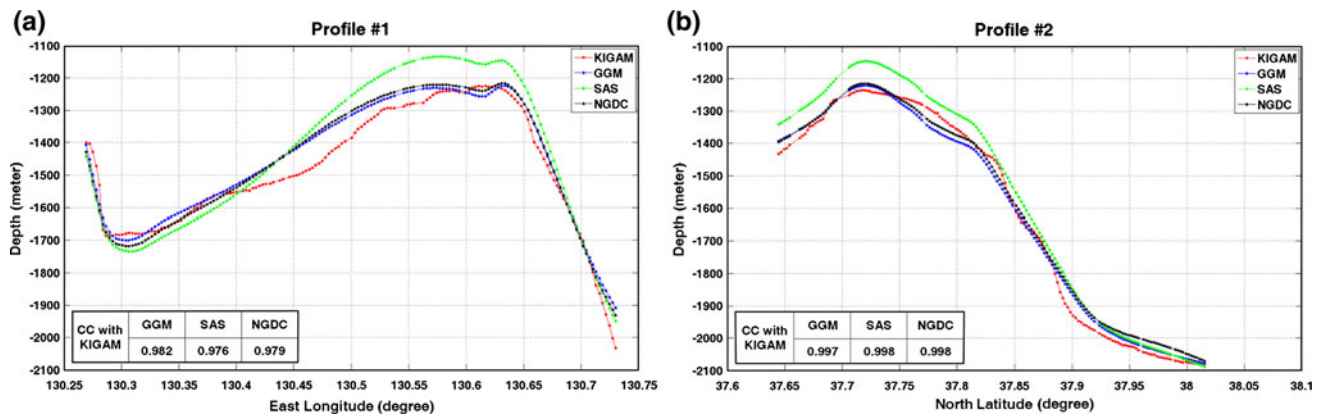 (a)
Profile #1
-1100
-1200
-1300
-1400
-1500
-1600
-1700
-1800
-1900
-2000
-2100
Depth (meter)
KIGAM
GGM
SAS
NGDC
CC with KIGAM
GGM SAS NGDC
0.982 0.976 0.979
130.25 130.3 130.35 130.4 130.45 130.5 130.55 130.6 130.65 130.7 130.75
East Longitude (degree)
(b)
Profile #2
-1100
-1200
-1300
-1400
-1500
-1600
-1700
-1800
-1900
-2000
-2100
Depth (meter)
KIGAM
GGM
SAS
NGDC
CC with KIGAM
GGM SAS NGDC
0.997 0.998 0.998
37.6 37.65 37.7 37.75 37.8 37.85 37.9 37.95 38 38.05 38.1
North Latitude (degree)